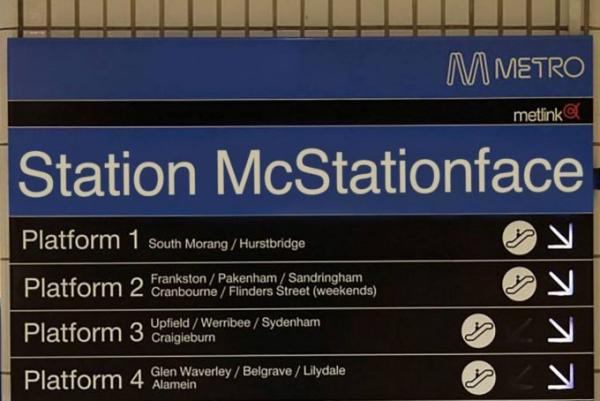 METRO
metlink
Station McStationface
Platform 1 South Morang / Hurstbridge
Platform 2 Frankston / Pakenham / Sandringham
Cranbourne / Flinders Street (weekends)
Platform 3 Upfield / Werribee / Sydenham
Craigieburn
Platform 4 Glen Waverley / Belgrave / Lilydale
Alamein